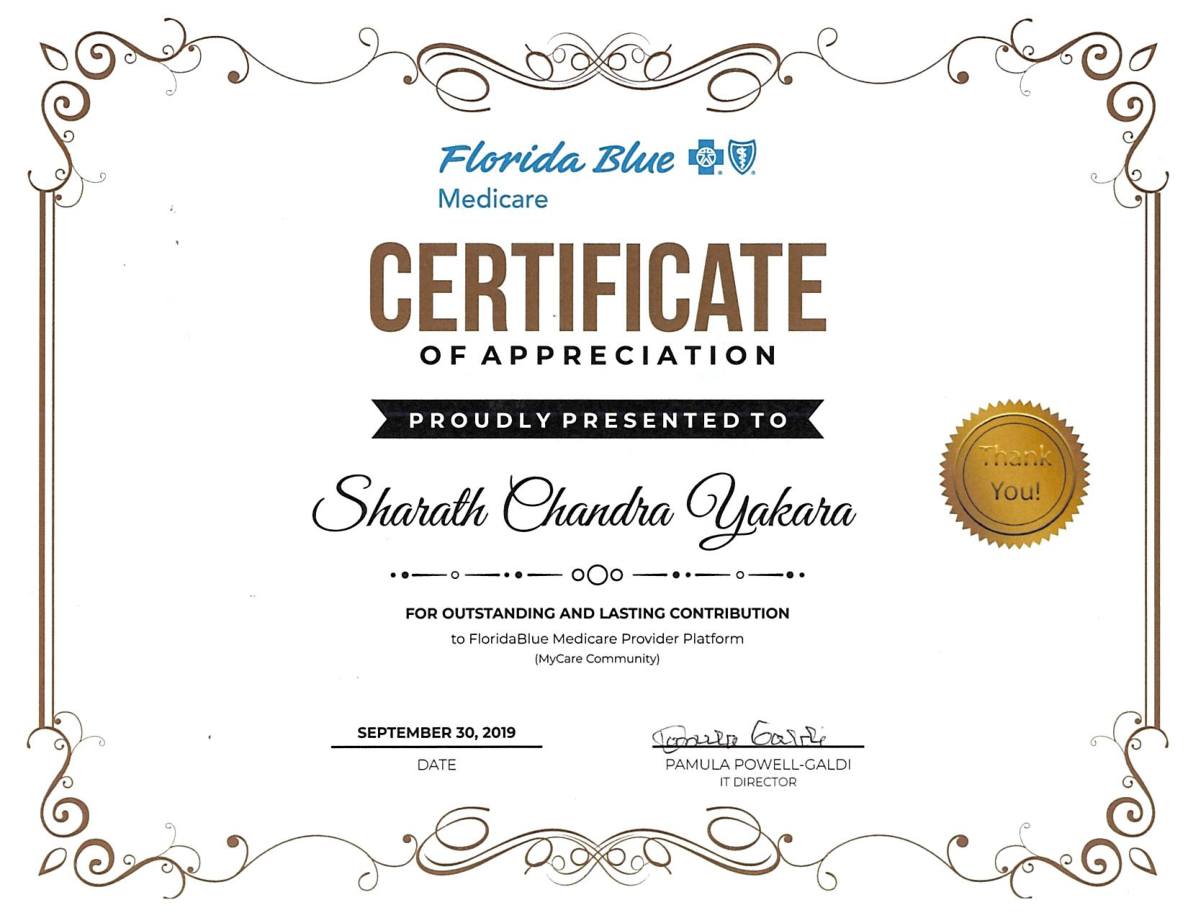 Florida Blue
Medicare
CERTIFICATE
OF APPRECIATION
PROUDLY PRESENTED TO
Sharath Chandra Yakara
Thank
You!
FOR OUTSTANDING AND LASTING CONTRIBUTION
to FloridaBlue Medicare Provider Platform
(MyCare Community)
SEPTEMBER 30, 2019
DATE
PAMULA POWELL-GALDI
IT DIRECTOR